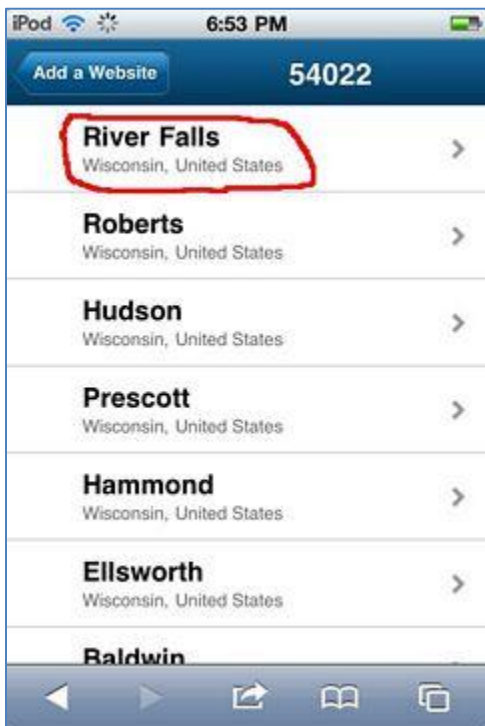 iPod 6:53 PM
Add a Website 54022
River Falls
Wisconsin, United States
Roberts
Wisconsin, United States
Hudson
Wisconsin, United States
Prescott
Wisconsin, United States
Hammond
Wisconsin, United States
Ellsworth
Wisconsin, United States
Baldwin